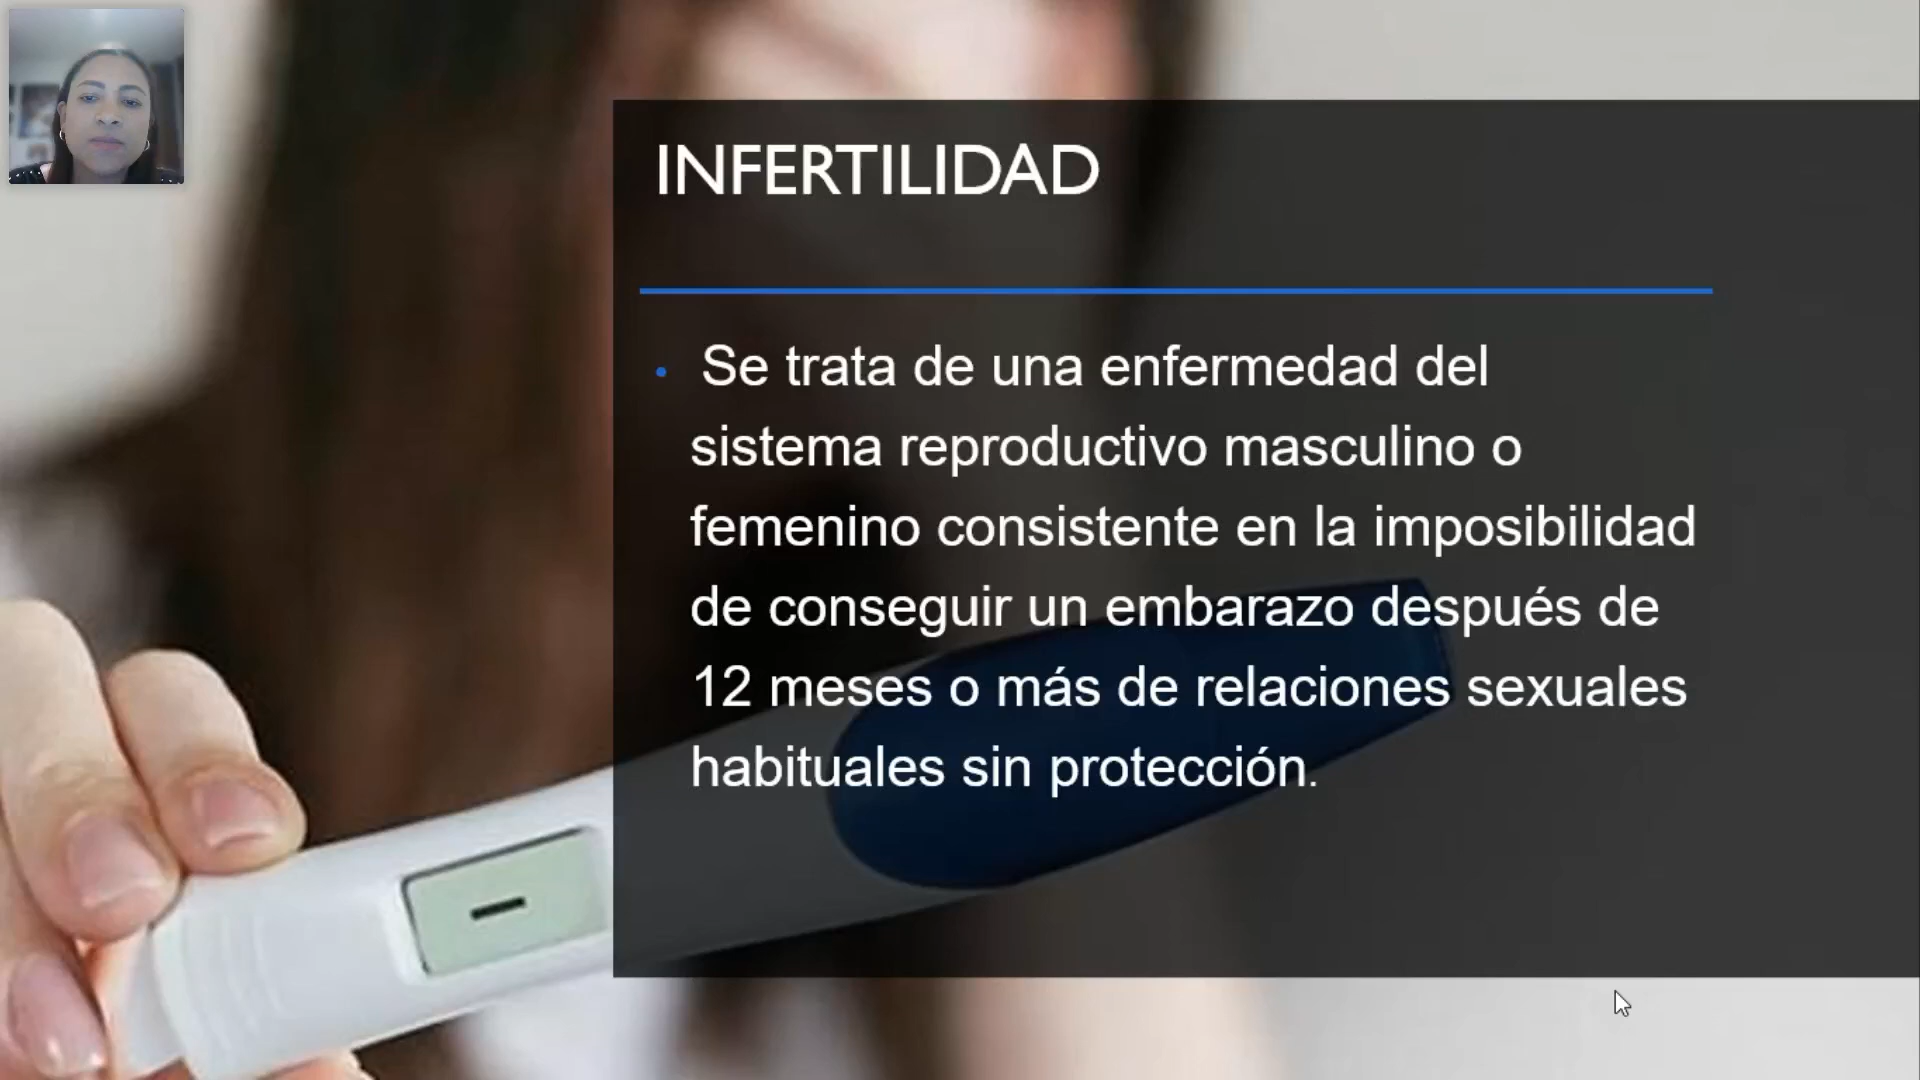 INFERTILIDAD
• Se trata de una enfermedad del
sistema reproductivo masculino o
femenino consistente en la imposibilidad
de conseguir un embarazo después de
12 meses o más de relaciones sexuales
habituales sin protección.